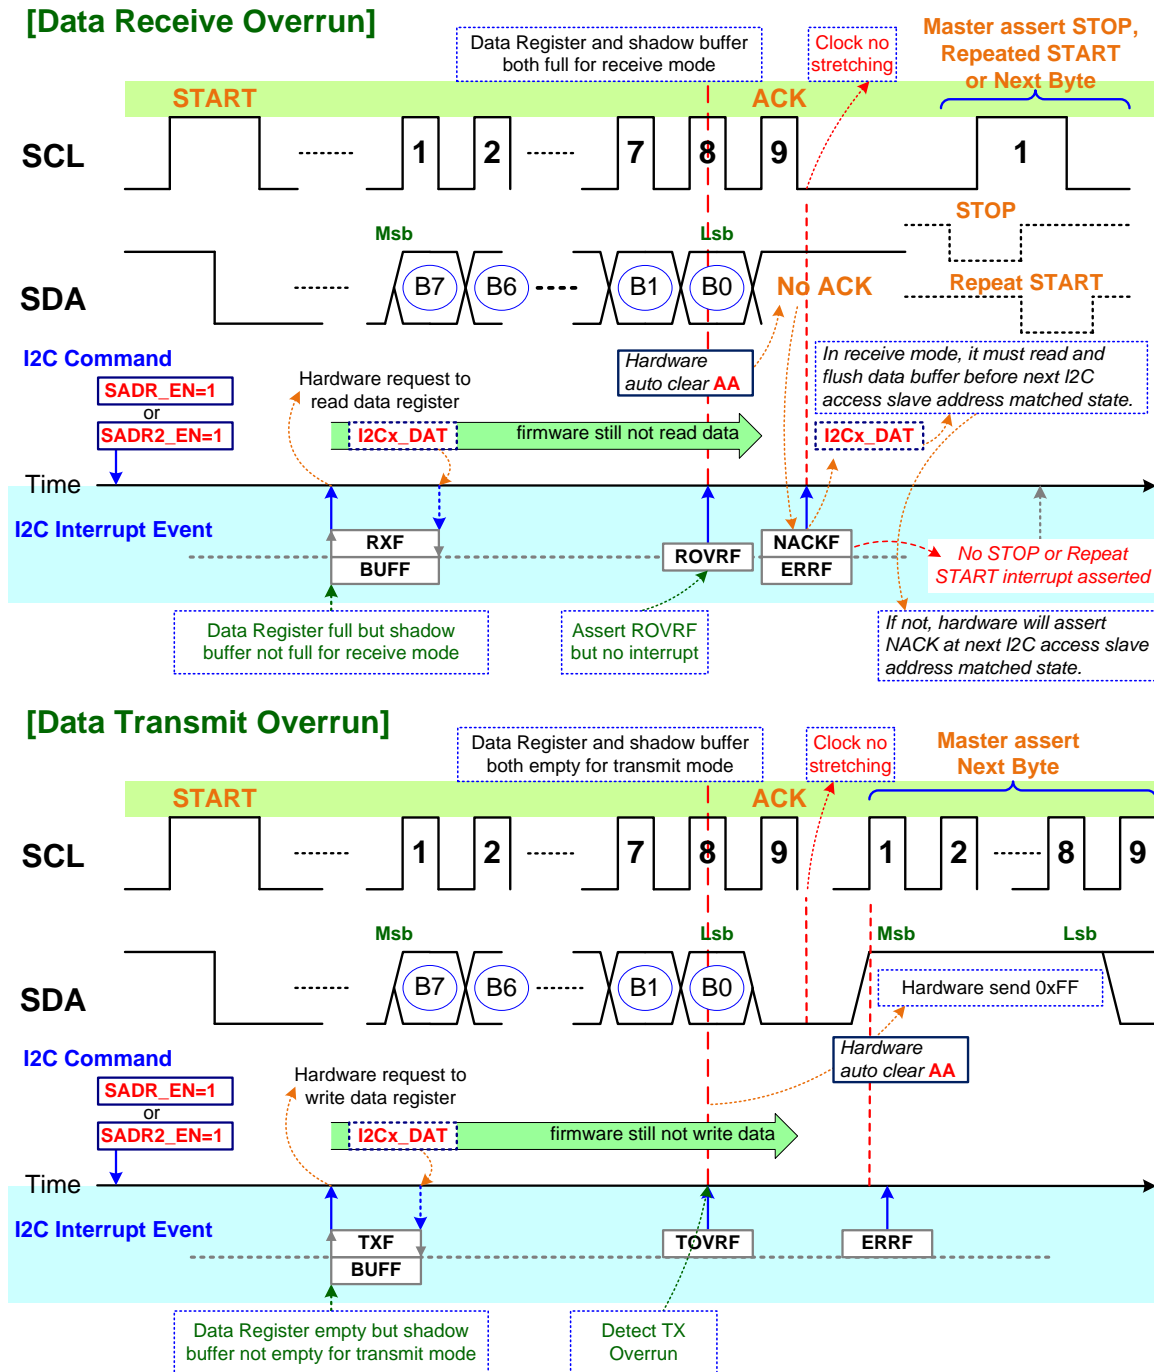 [Data Receive Overrun]
Data Register and shadow buffer
both full for receive mode
Clock no
stretching
Master assert STOP,
Repeated START
or Next Byte
START
ACK
SCL
1
2
7
8
9
1
STOP
Msb
Lsb
SDA
B7
B6
B1
B0
No ACK
Repeat START
I2C Command
SADR_EN=1
or
SADR2_EN=1
Hardware request to
read data register
Hardware
auto clear AA
In receive mode, it must read and
flush data buffer before next I2C
access slave address matched state.
I2Cx_DAT
firmware still not read data
I2Cx_DAT
Time
I2C Interrupt Event
RXF
BUFF
ROVRF
NACKF
ERRF
No STOP or Repeat
START interrupt asserted
Data Register full but shadow
buffer not full for receive mode
Assert ROVRF
but no interrupt
If not, hardware will assert
NACK at next I2C access slave
address matched state.
[Data Transmit Overrun]
Data Register and shadow buffer
both empty for transmit mode
Clock no
stretching
Master assert
Next Byte
START
ACK
SCL
1
2
7
8
9
1
2
8
9
Msb
Lsb
Msb
Lsb
SDA
B7
B6
B1
B0
Hardware send 0xFF
I2C Command
SADR_EN=1
or
SADR2_EN=1
Hardware request to
write data register
Hardware
auto clear AA
I2Cx_DAT
firmware still not write data
Time
I2C Interrupt Event
TXF
BUFF
TOVRF
ERRF
Data Register empty but shadow
buffer not empty for transmit mode
Detect TX
Overrun